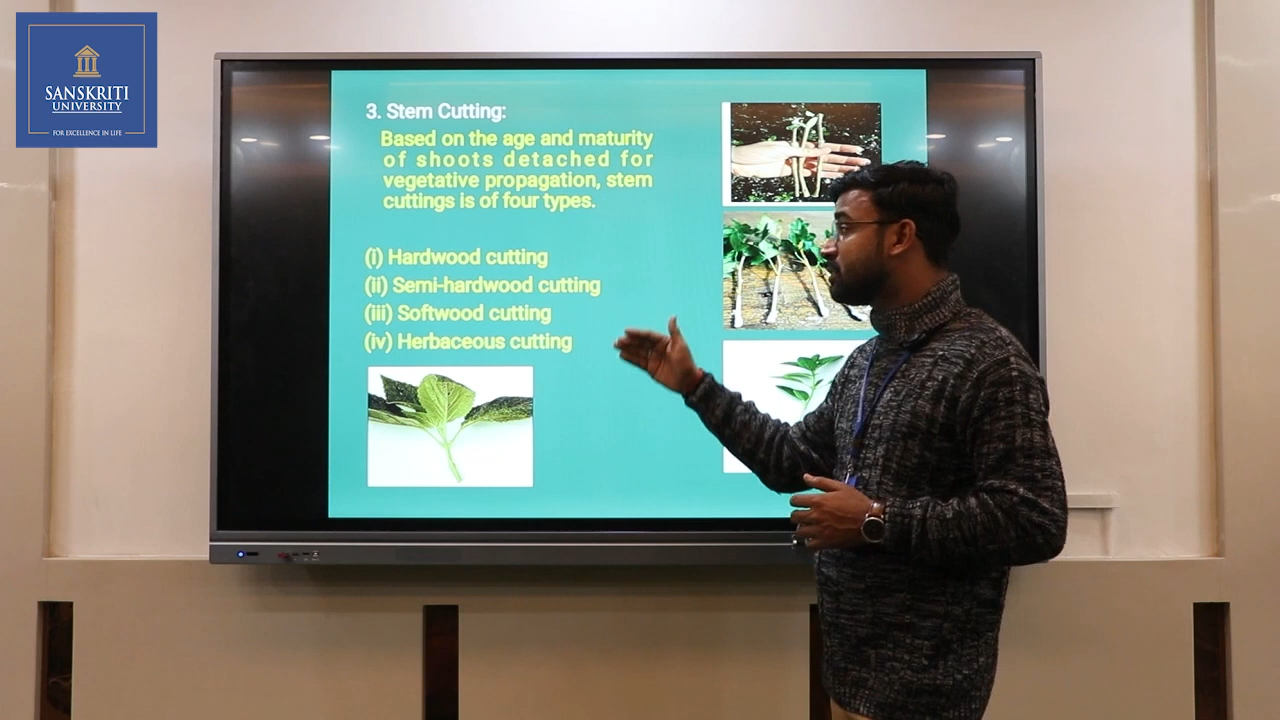 SANSKRITI
UNIVERSITY
FOR EXCELLENCE IN LIFE
3. Stem Cutting:
Based on the age and maturity
of shoots detached for
vegetative propagation, stem
cuttings is of four types.
(i) Hardwood cutting
(ii) Semi-hardwood cutting
(iii) Softwood cutting
(iv) Herbaceous cutting